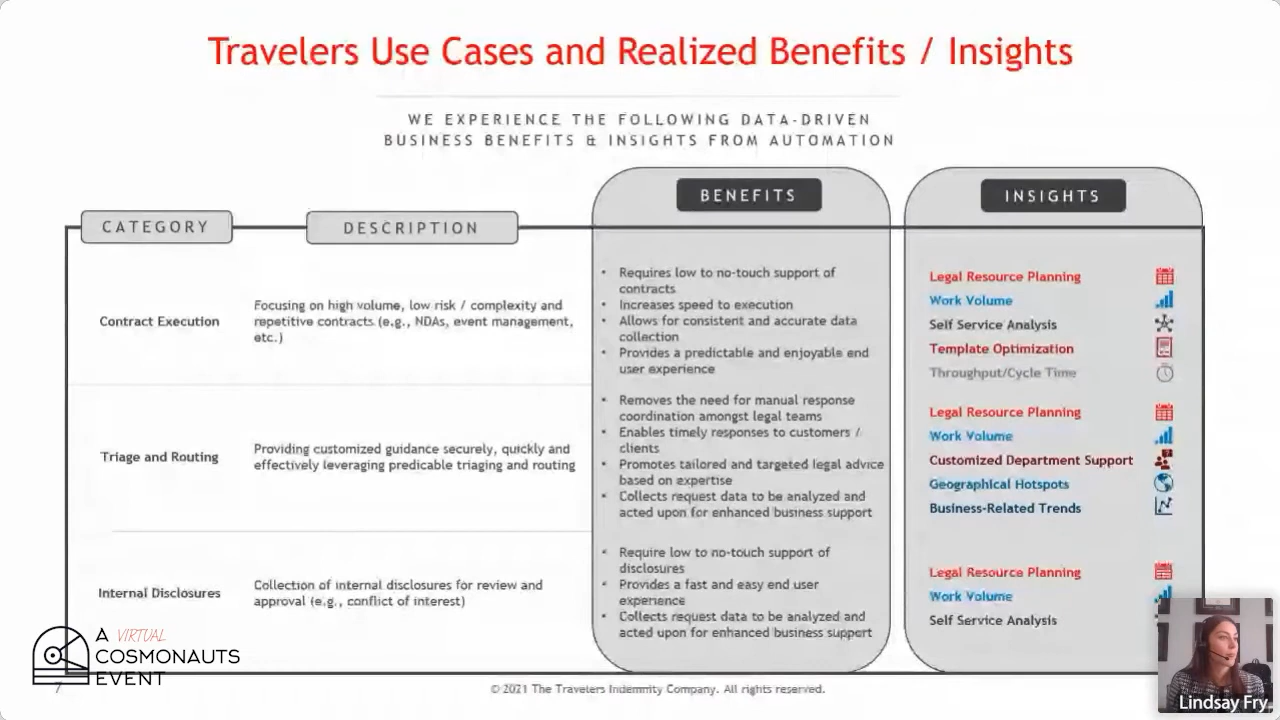 Travelers Use Cases and Realized Benefits / Insights
WE EXPERIENCE THE FOLLOWING DATA-DRIVEN
BUSINESS BENEFITS & INSIGHTS FROM AUTOMATION
CATEGORY
DESCRIPTION
BENEFITS
INSIGHTS
Contract Execution
Focusing on high volume, low risk / complexity and
repetitive contracts (e.g., NDAs, event management,
etc.)
• Requires low to no-touch support of
contracts
• Increases speed to execution
• Allows for consistent and accurate data
collection
• Provides a predictable and enjoyable end
user experience
Legal Resource Planning
Work Volume
Self Service Analysis
Template Optimization
Throughput/Cycle Time
Triage and Routing
Providing customized guidance securely, quickly and
effectively leveraging predicable triaging and routing
• Removes the need for manual response
coordination amongst legal teams
• Enables timely responses to customers /
clients
• Promotes tailored and targeted legal advice
based on expertise
• Collects request data to be analyzed and
acted upon for enhanced business support
Legal Resource Planning
Work Volume
Customized Department Support
Geographical Hotspots
Business-Related Trends
Internal Disclosures
Collection of internal disclosures for review and
approval (e.g., conflict of interest)
• Require low to no-touch support of
disclosures
• Provides a fast and easy end user
experience
• Collects request data to be analyzed and
acted upon for enhanced business support
Legal Resource Planning
Work Volume
Self Service Analysis
A VIRTUAL
COSMONAUTS
EVENT
7
© 2021 The Travelers Indemnity Company. All rights reserved.
Lindsay Fry